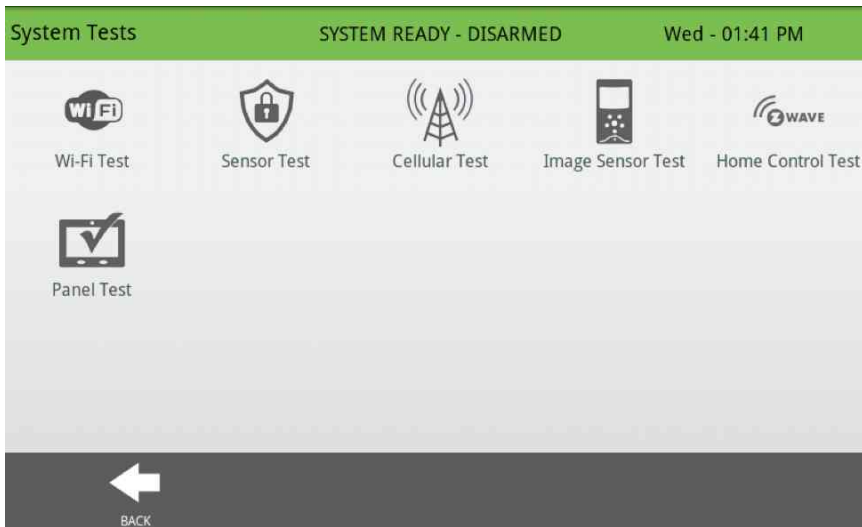 System Tests SYSTEM READY - DISARMED Wed - 01:41 PM
Wi Fi
Z WAVE
Wi-Fi Test Sensor Test Cellular Test Image Sensor Test Home Control Test
Panel Test
BACK